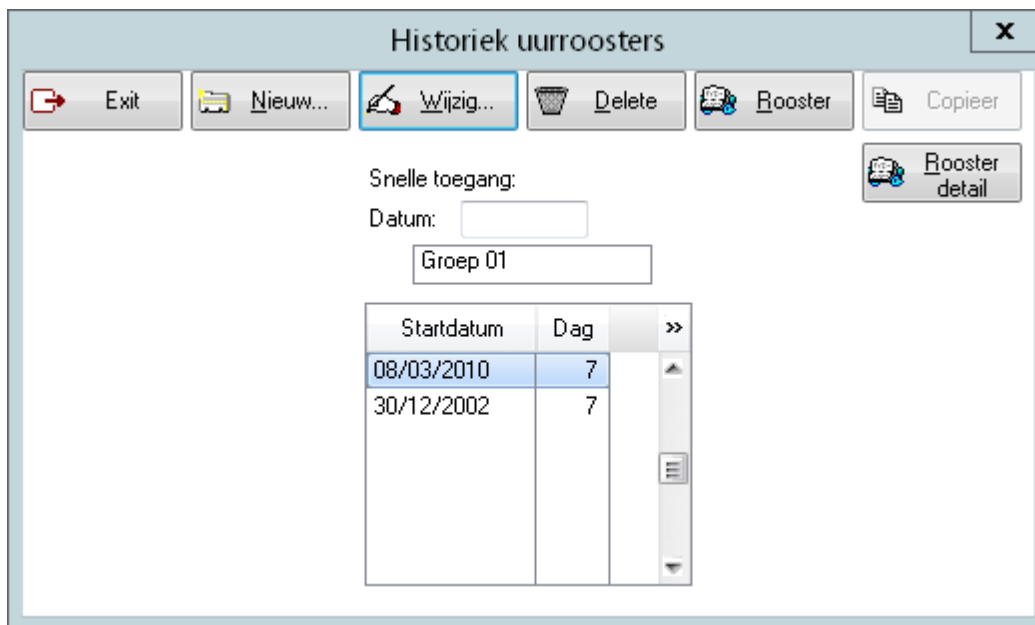 Historiek uurroosters
x
Exit
Nieuw...
Wijzig...
Delete
Rooster
Copieer
Rooster
detail
Snelle toegang:
Datum:
Groep 01
Startdatum Dag »
08/03/2010 7
30/12/2002 7